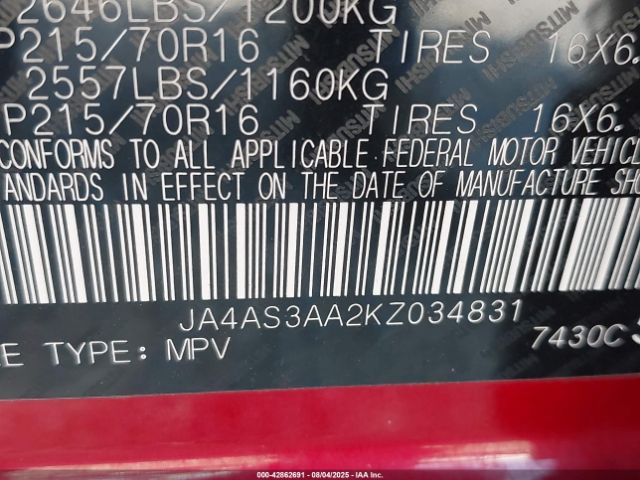 2646LBS/1200KG
P215/70R16 TIRES 16X6.
2557LBS/1160KG
P215/70R16 TIRES 16X6.
CONFORMS TO ALL APPLICABLE FEDERAL MOTOR VEHIC
ANDARDS IN EFFECT ON THE DATE OF MANUFACTURE SHO
JA4AS3AA2KZ034831
LE TYPE: MPV 7430C
000-42862691 - 08/04/2025 - IAA Inc.